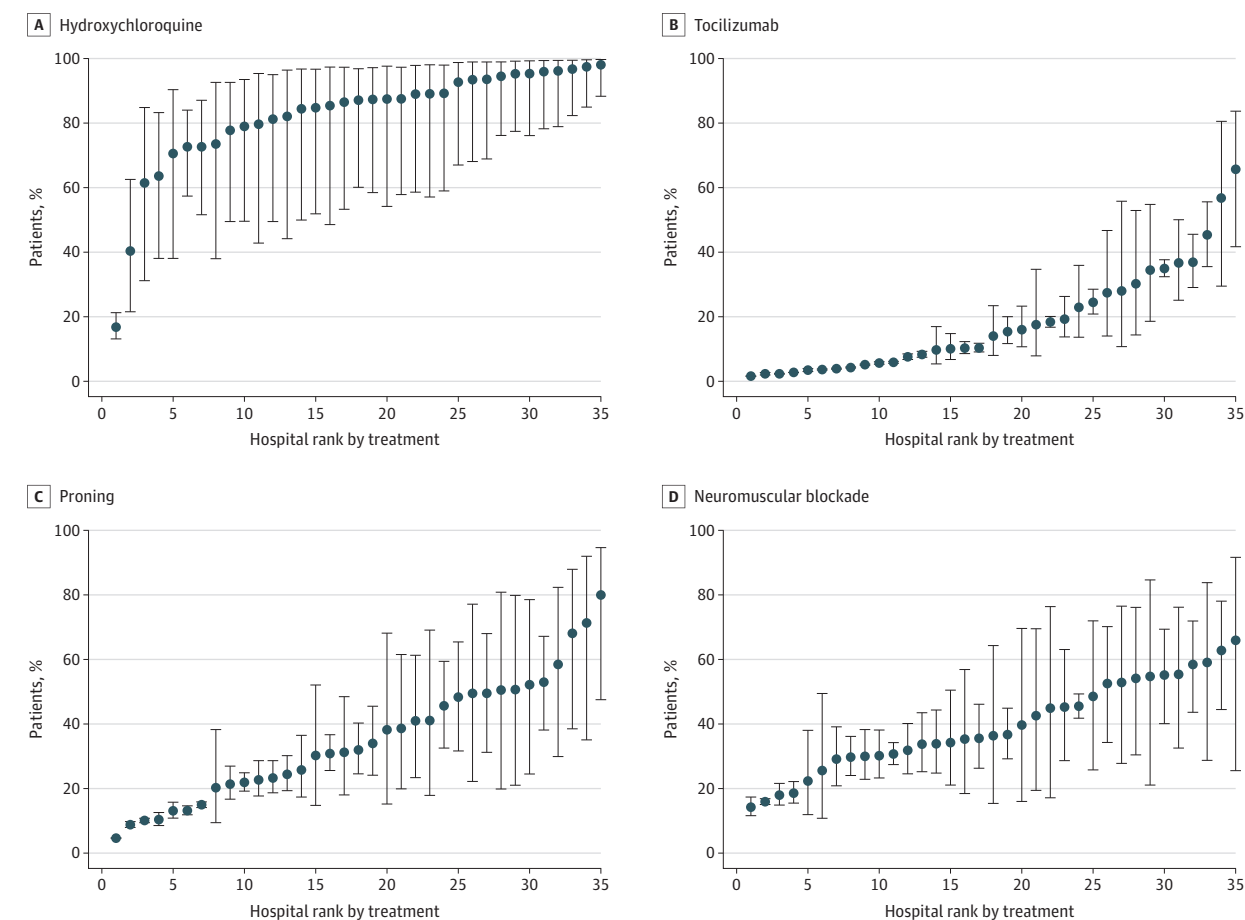 A Hydroxychloroquine
100
80
60
40
20
0
Patients, %
0 5 10 15 20 25 30 35
Hospital rank by treatment
B Tocilizumab
100
80
60
40
20
0
Patients, %
0 5 10 15 20 25 30 35
Hospital rank by treatment
C Proning
100
80
60
40
20
0
Patients, %
0 5 10 15 20 25 30 35
Hospital rank by treatment
D Neuromuscular blockade
100
80
60
40
20
0
Patients, %
0 5 10 15 20 25 30 35
Hospital rank by treatment